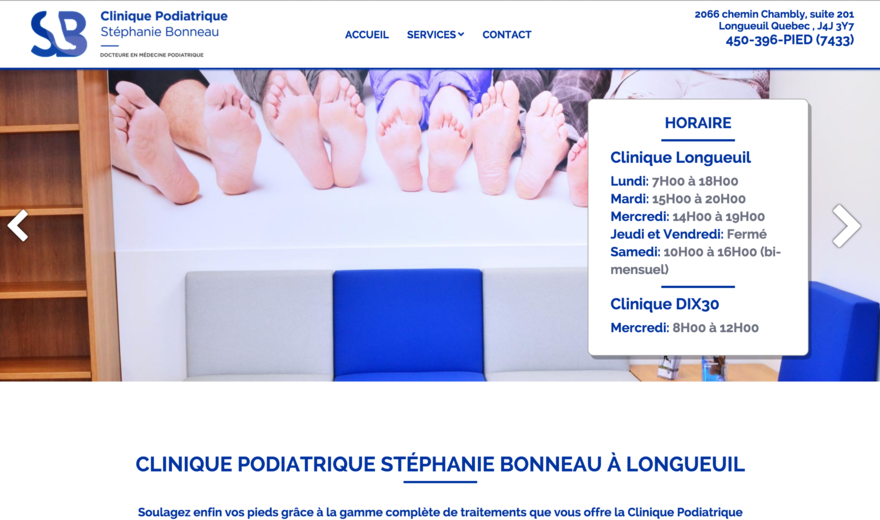 Clinique Podiatrique
Stéphanie Bonneau
DOCTEURE EN MÉDECINE PODIATRIQUE
ACCUEIL SERVICES CONTACT
2066 chemin Chambly, suite 201
Longueuil Quebec , J4J 3Y7
450-396-PIED (7433)
HORAIRE
Clinique Longueuil
Lundi: 7H00 à 18H00
Mardi: 15H00 à 20H00
Mercredi: 14H00 à 19H00
Jeudi et Vendredi: Fermé
Samedi: 10H00 à 16H00 (bi-
mensuel)
Clinique DIX30
Mercredi: 8H00 à 12H00
CLINIQUE PODIATRIQUE STÉPHANIE BONNEAU À LONGUEUIL
Soulagez enfin vos pieds grâce à la gamme complète de traitements que vous offre la Clinique Podiatrique